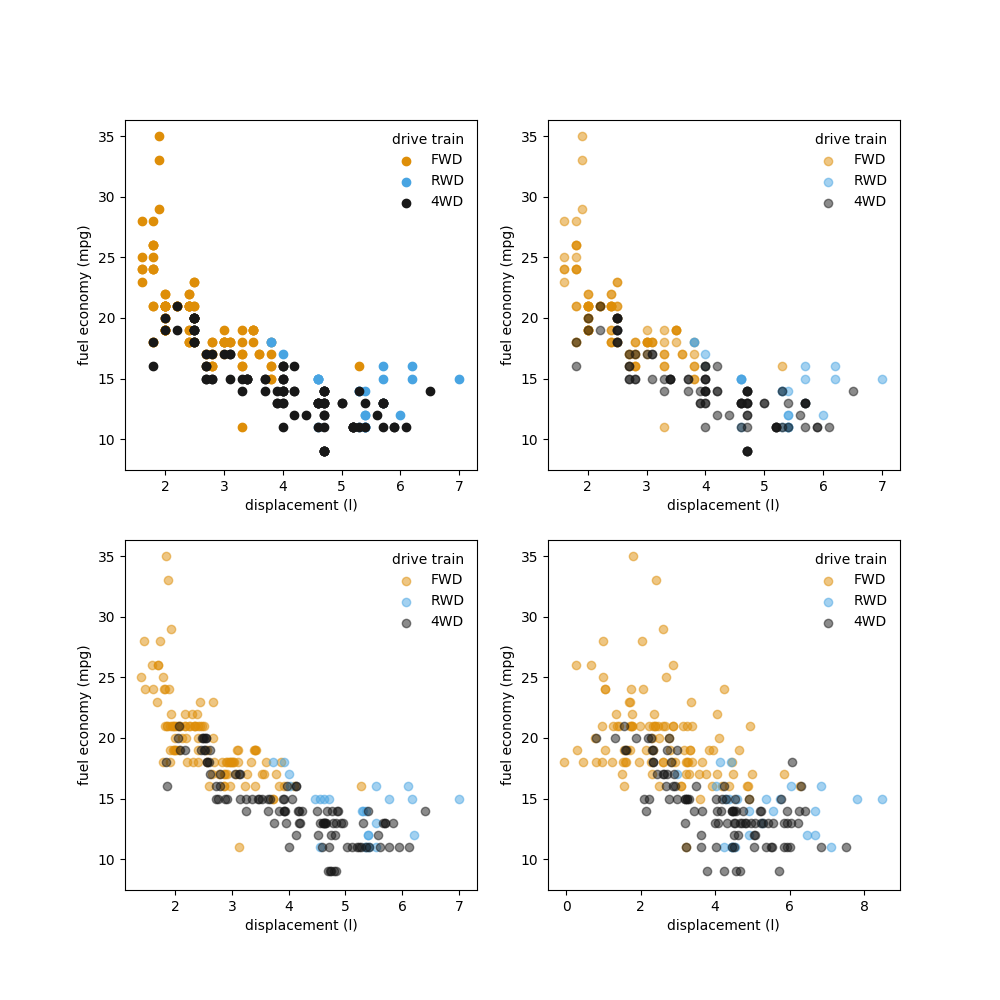 35
30
25
20
15
10
fuel economy (mpg)
drive train
FWD
RWD
4WD
2 3 4 5 6 7
displacement (l)
35
30
25
20
15
10
fuel economy (mpg)
drive train
FWD
RWD
4WD
2 3 4 5 6 7
displacement (l)
35
30
25
20
15
10
fuel economy (mpg)
drive train
FWD
RWD
4WD
2 3 4 5 6 7
displacement (l)
35
30
25
20
15
10
fuel economy (mpg)
drive train
FWD
RWD
4WD
0 2 4 6 8
displacement (l)